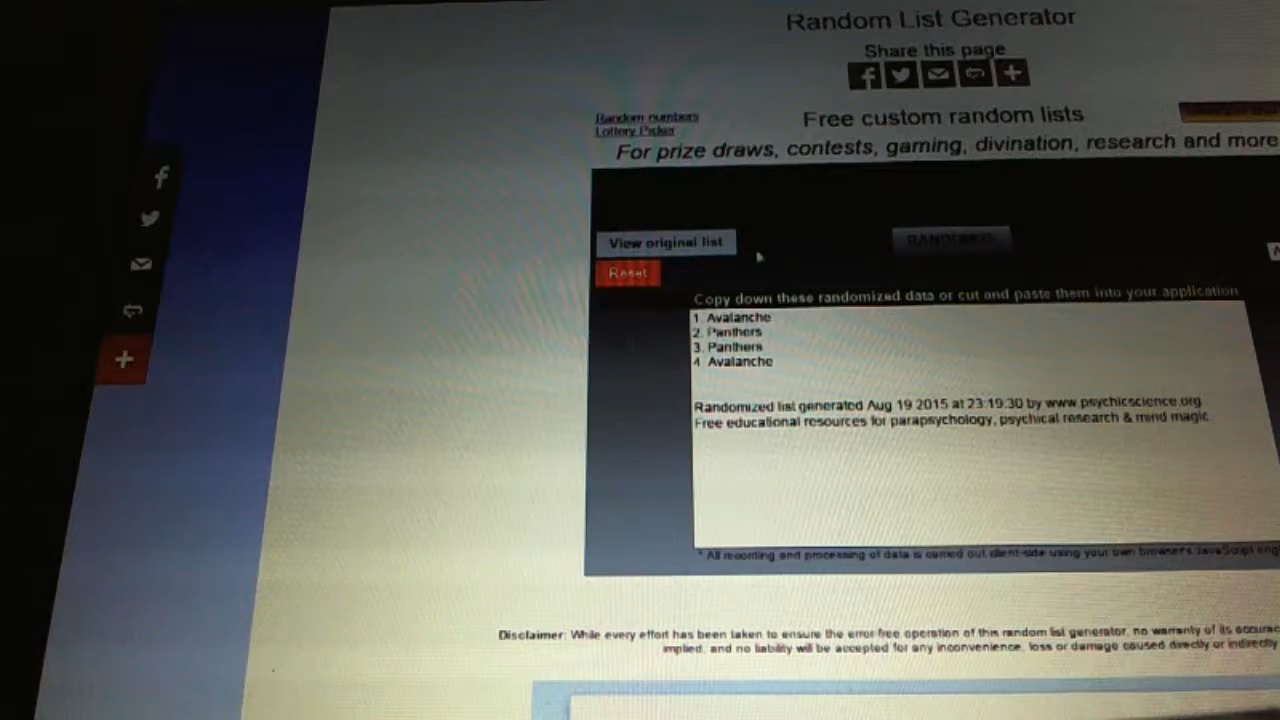 Random List Generator
Share this page
Random numbers
Lottery Picker
Free custom random lists
For prize draws, contests, gaming, divination, research and more
View original list
RANDOMIZE
Reset
Copy down these randomized data or cut and paste them into your application
1. Avalanche
2. Panthers
3. Panthers
4 Avalanche
Randomized list generated Aug 19 2015 at 23:19:30 by www.psychicscience.org
Free educational resources for parapsychology, psychical research & mind magic.
* All recording and processing of data is carried out client-side using your own browser's JavaScript eng
Disclaimer: While every effort has been taken to ensure the error-free operation of this random list generator, no warranty of its accurac
implied, and no liability will be accepted for any inconvenience, loss or damage caused directly or indirectly